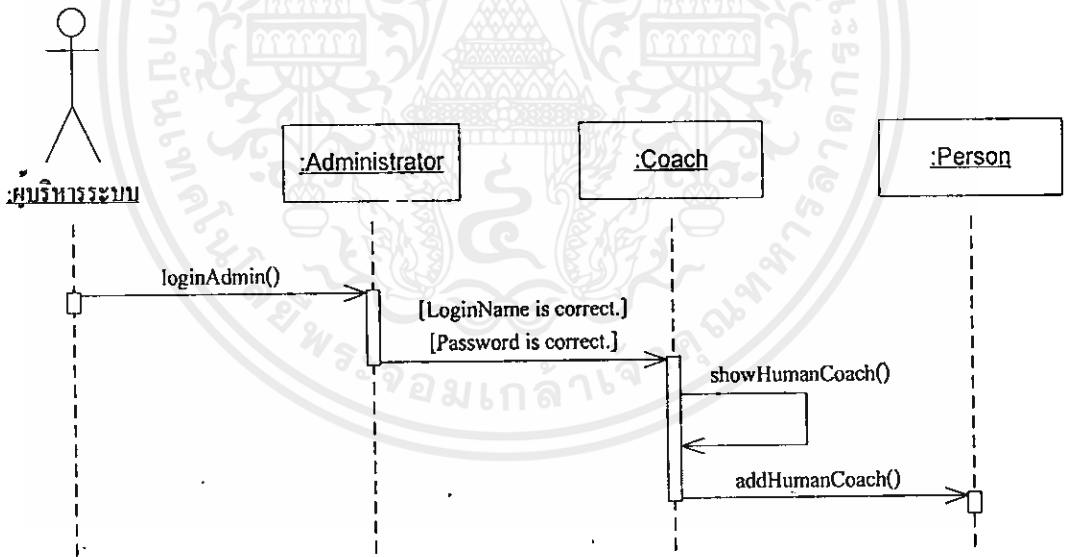 :ผู้บริหารระบบ
:Administrator
:Coach
:Person
loginAdmin()
[LoginName is correct.]
[Password is correct.]
showHumanCoach()
addHumanCoach()